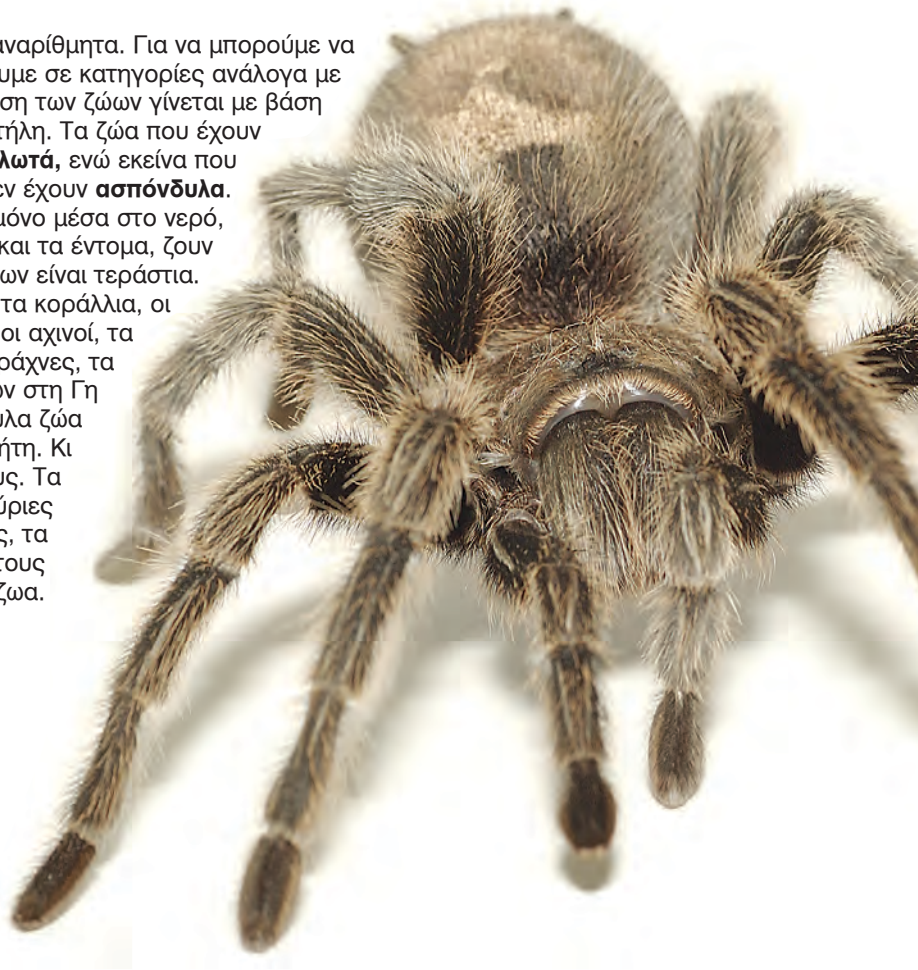 αναρίθμητα. Για να μπορούμε να
υμε σε κατηγορίες ανάλογα με
ση των ζώων γίνεται με βάση
τήλη. Τα ζώα που έχουν
λωτά, ενώ εκείνα που
εν έχουν ασπόνδυλα.
μόνο μέσα στο νερό,
και τα έντομα, ζουν
ων είναι τεράστια.
τα κοράλλια, οι
οι αχινοί, τα
ράχνες, τα
ών στη Γη
υλα ζώα
ήτη. Κι
υς. Τα
ύριες
ς, τα
τους
ζωα.